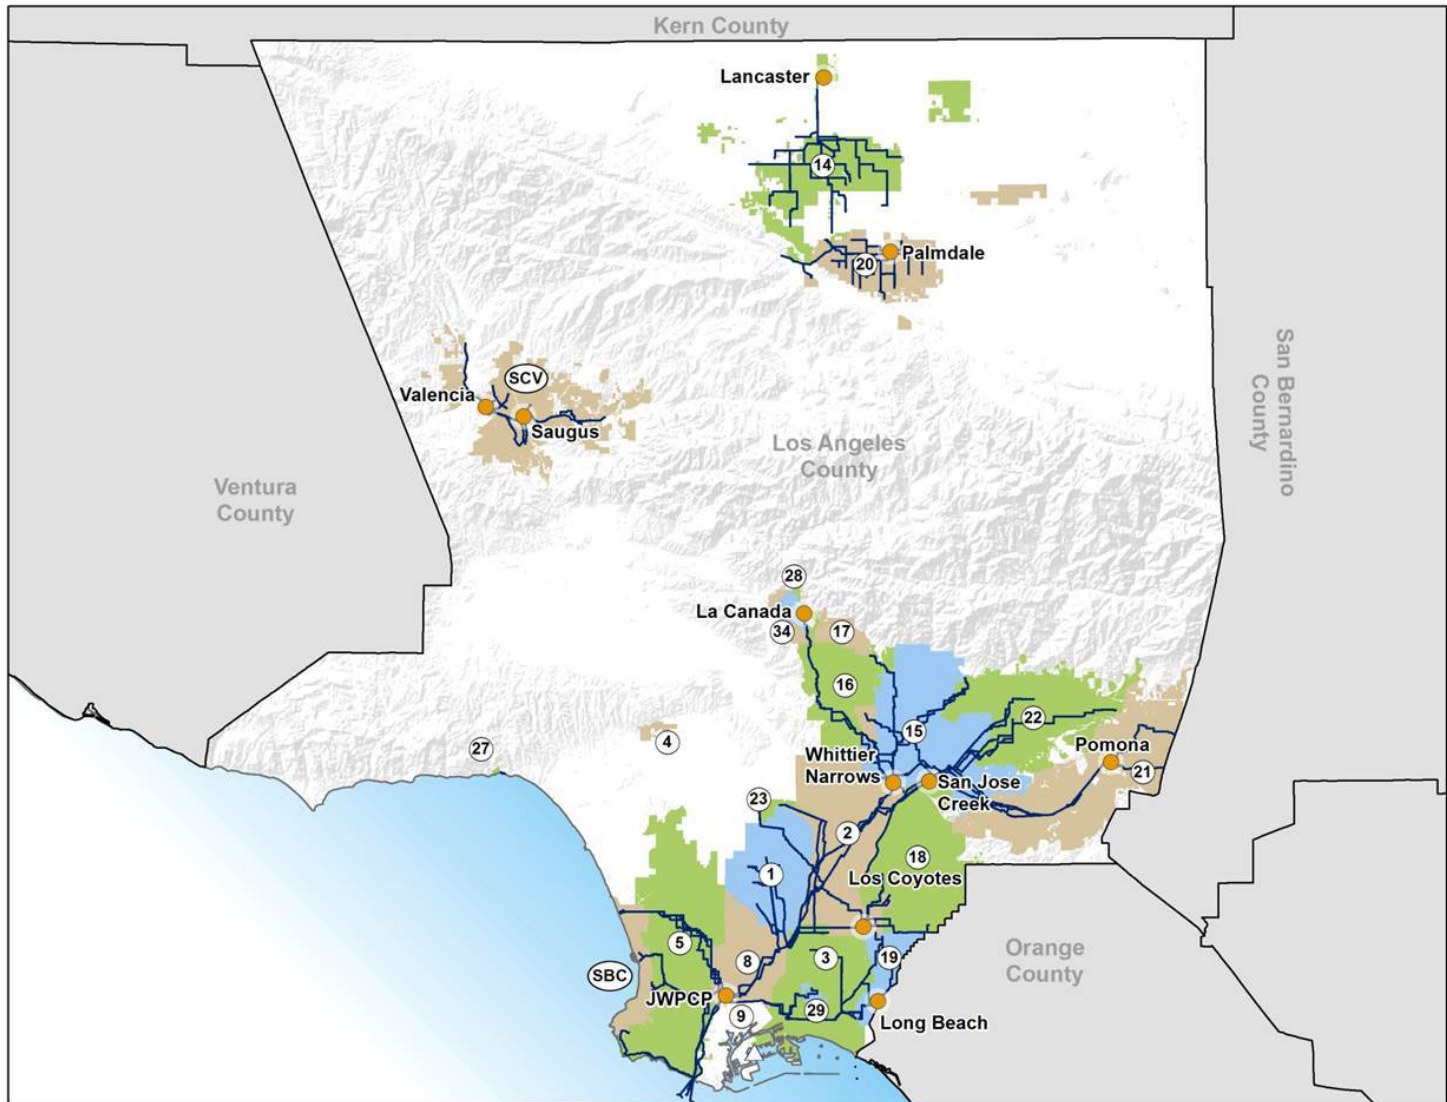 Kern County
Lancaster
14
Palmdale
20
San Bernardino
County
SCV
Valencia
Saugus
Los Angeles
County
Ventura
County
28
La Canada
34
17
16
22
15
27
4
Pomona
Whittier
Narrows
21
San Jose
Creek
23
2
18
1
Los Coyotes
5
Orange
County
8
3
19
SBC
JWPCP
9
29
Long Beach